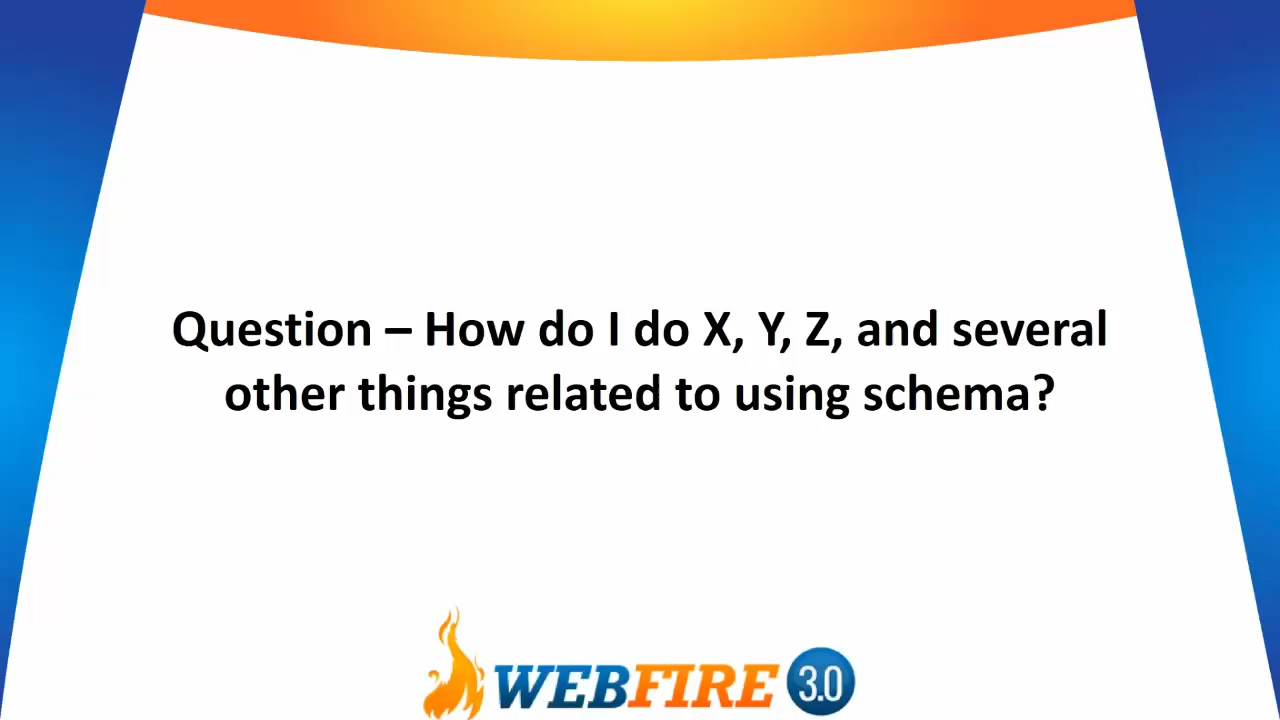 Question – How do I do X, Y, Z, and several
other things related to using schema?
WEBFIRE 3.0